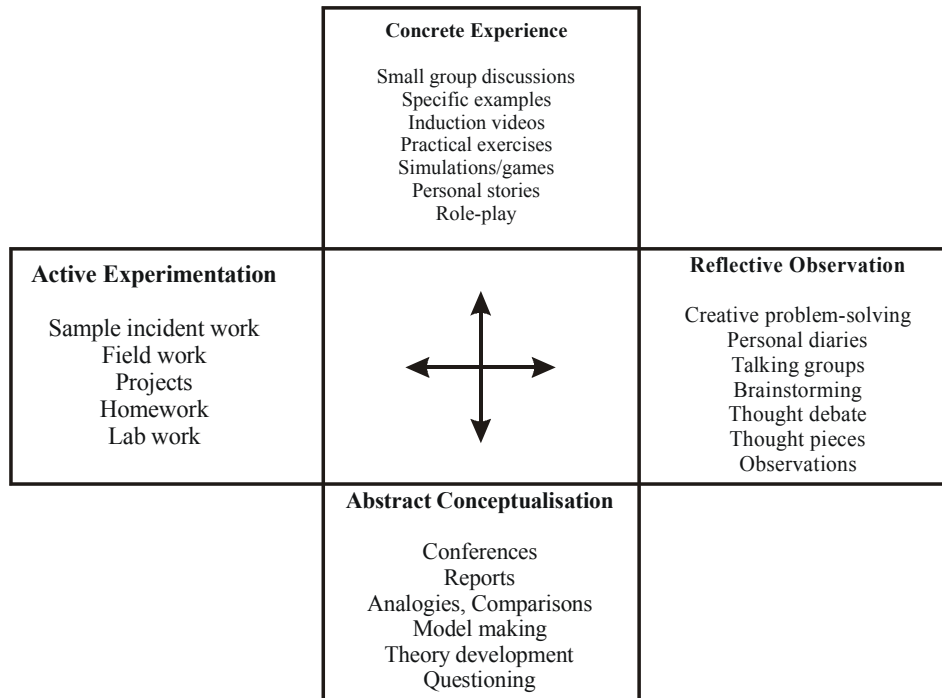 Concrete Experience
Small group discussions
Specific examples
Induction videos
Practical exercises
Simulations/games
Personal stories
Role-play
Active Experimentation
Sample incident work
Field work
Projects
Homework
Lab work
Reflective Observation
Creative problem-solving
Personal diaries
Talking groups
Brainstorming
Thought debate
Thought pieces
Observations
Abstract Conceptualisation
Conferences
Reports
Analogies, Comparisons
Model making
Theory development
Questioning